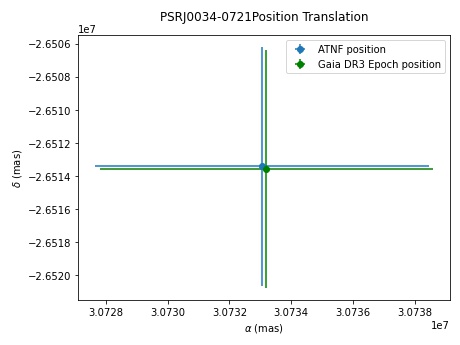 PSRJ0034-0721Position Translation
1e7
ATNF position
Gaia DR3 Epoch position
−2.6506
−2.6508
−2.6510
−2.6512
−2.6514
−2.6516
−2.6518
−2.6520
δ (mas)
3.0728 3.0730 3.0732 3.0734 3.0736 3.0738
α (mas)
1e7